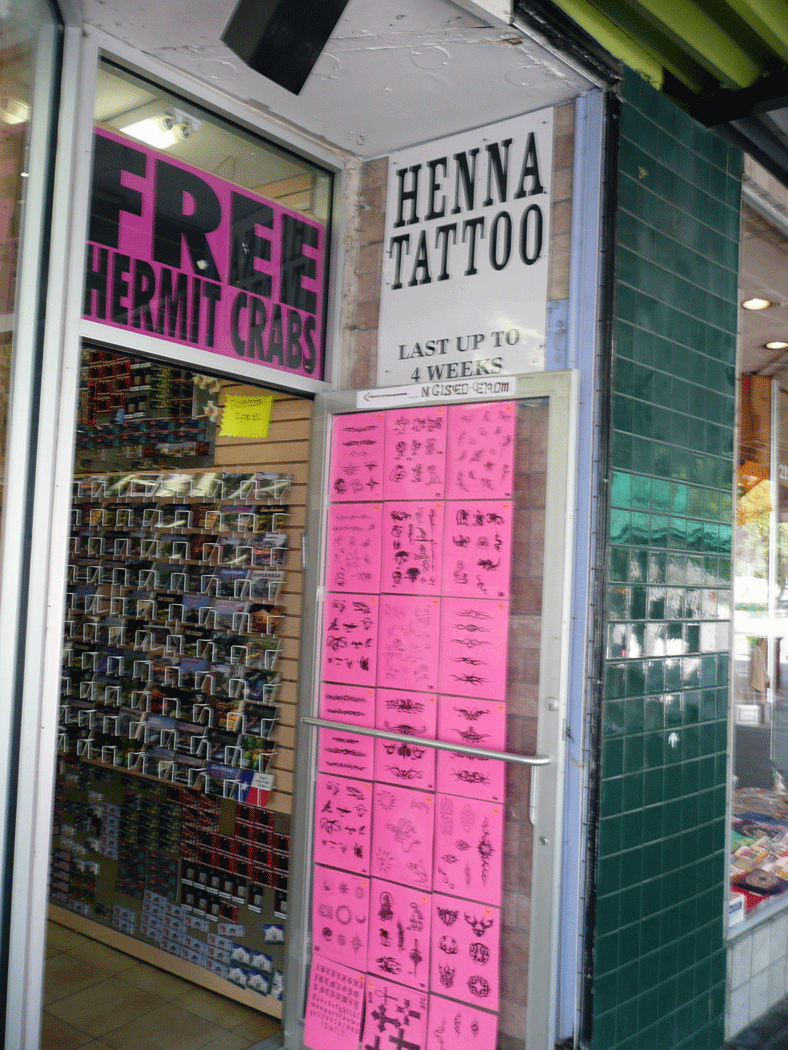 FREE
HERMIT CRABS
HENNA
TATTOO
LAST UP TO
4 WEEKS